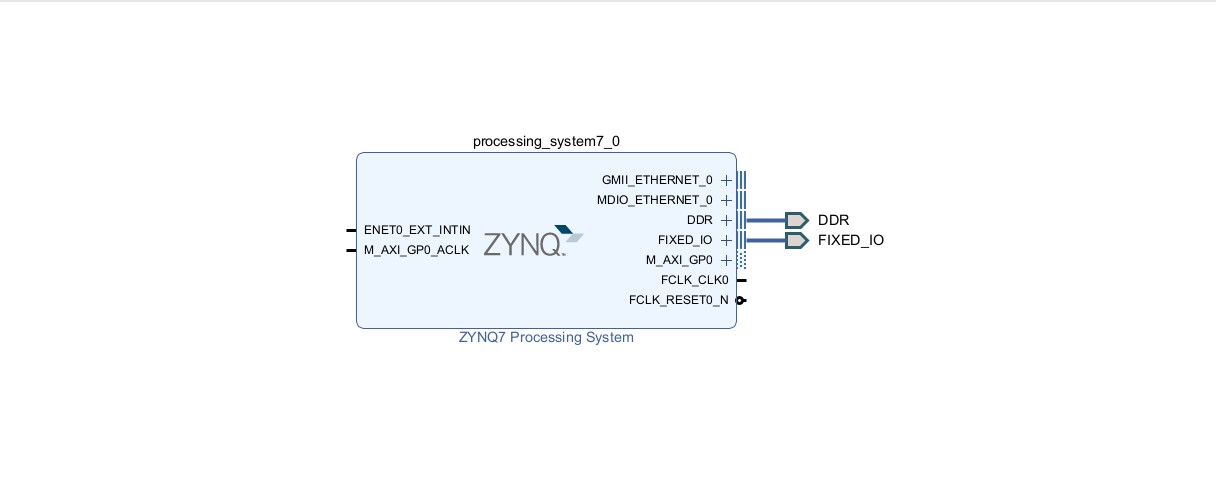 processing_system7_0
GMII_ETHERNET_0
MDIO_ETHERNET_0
DDR
DDR
ENET0_EXT_INTIN
FIXED_IO
FIXED_IO
M_AXI_GP0_ACLK
ZYNQ
M_AXI_GP0
FCLK_CLK0
FCLK_RESET0_N
ZYNQ7 Processing System